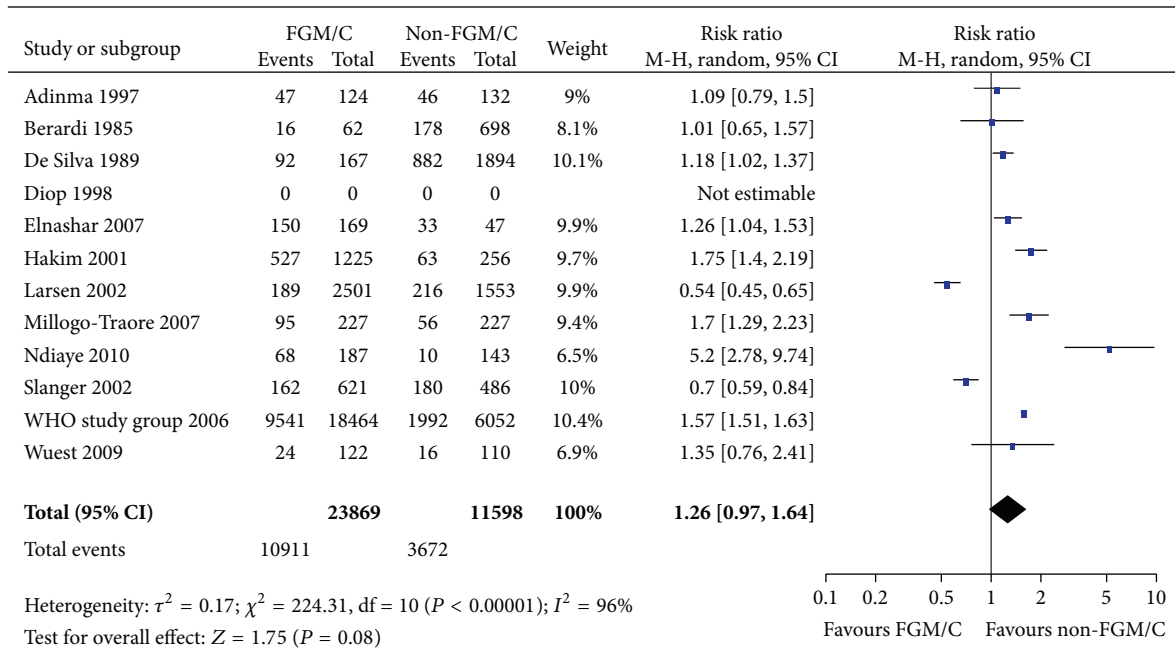 Study or subgroup FGM/C Non-FGM/C Weight Risk ratio Risk ratio
Events Total Events Total M-H, random, 95% CI M-H, random, 95% CI
Adinma 1997 47 124 46 132 9% 1.09 [0.79, 1.5]
Berardi 1985 16 62 178 698 8.1% 1.01 [0.65, 1.57]
De Silva 1989 92 167 882 1894 10.1% 1.18 [1.02, 1.37]
Diop 1998 0 0 0 0 Not estimable
Elnashar 2007 150 169 33 47 9.9% 1.26 [1.04, 1.53]
Hakim 2001 527 1225 63 256 9.7% 1.75 [1.4, 2.19]
Larsen 2002 189 2501 216 1553 9.9% 0.54 [0.45, 0.65]
Millogo-Traore 2007 95 227 56 227 9.4% 1.7 [1.29, 2.23]
Ndiaye 2010 68 187 10 143 6.5% 5.2 [2.78, 9.74]
Slanger 2002 162 621 180 486 10% 0.7 [0.59, 0.84]
WHO study group 2006 9541 18464 1992 6052 10.4% 1.57 [1.51, 1.63]
Wuest 2009 24 122 16 110 6.9% 1.35 [0.76, 2.41]
Total (95% CI) 23869 11598 100% 1.26 [0.97, 1.64]
Total events 10911 3672
Heterogeneity: τ² = 0.17; χ² = 224.31, df = 10 (P < 0.00001); I² = 96%
Test for overall effect: Z = 1.75 (P = 0.08)
0.1 0.2 0.5 1 2 5 10
Favours FGM/C Favours non-FGM/C